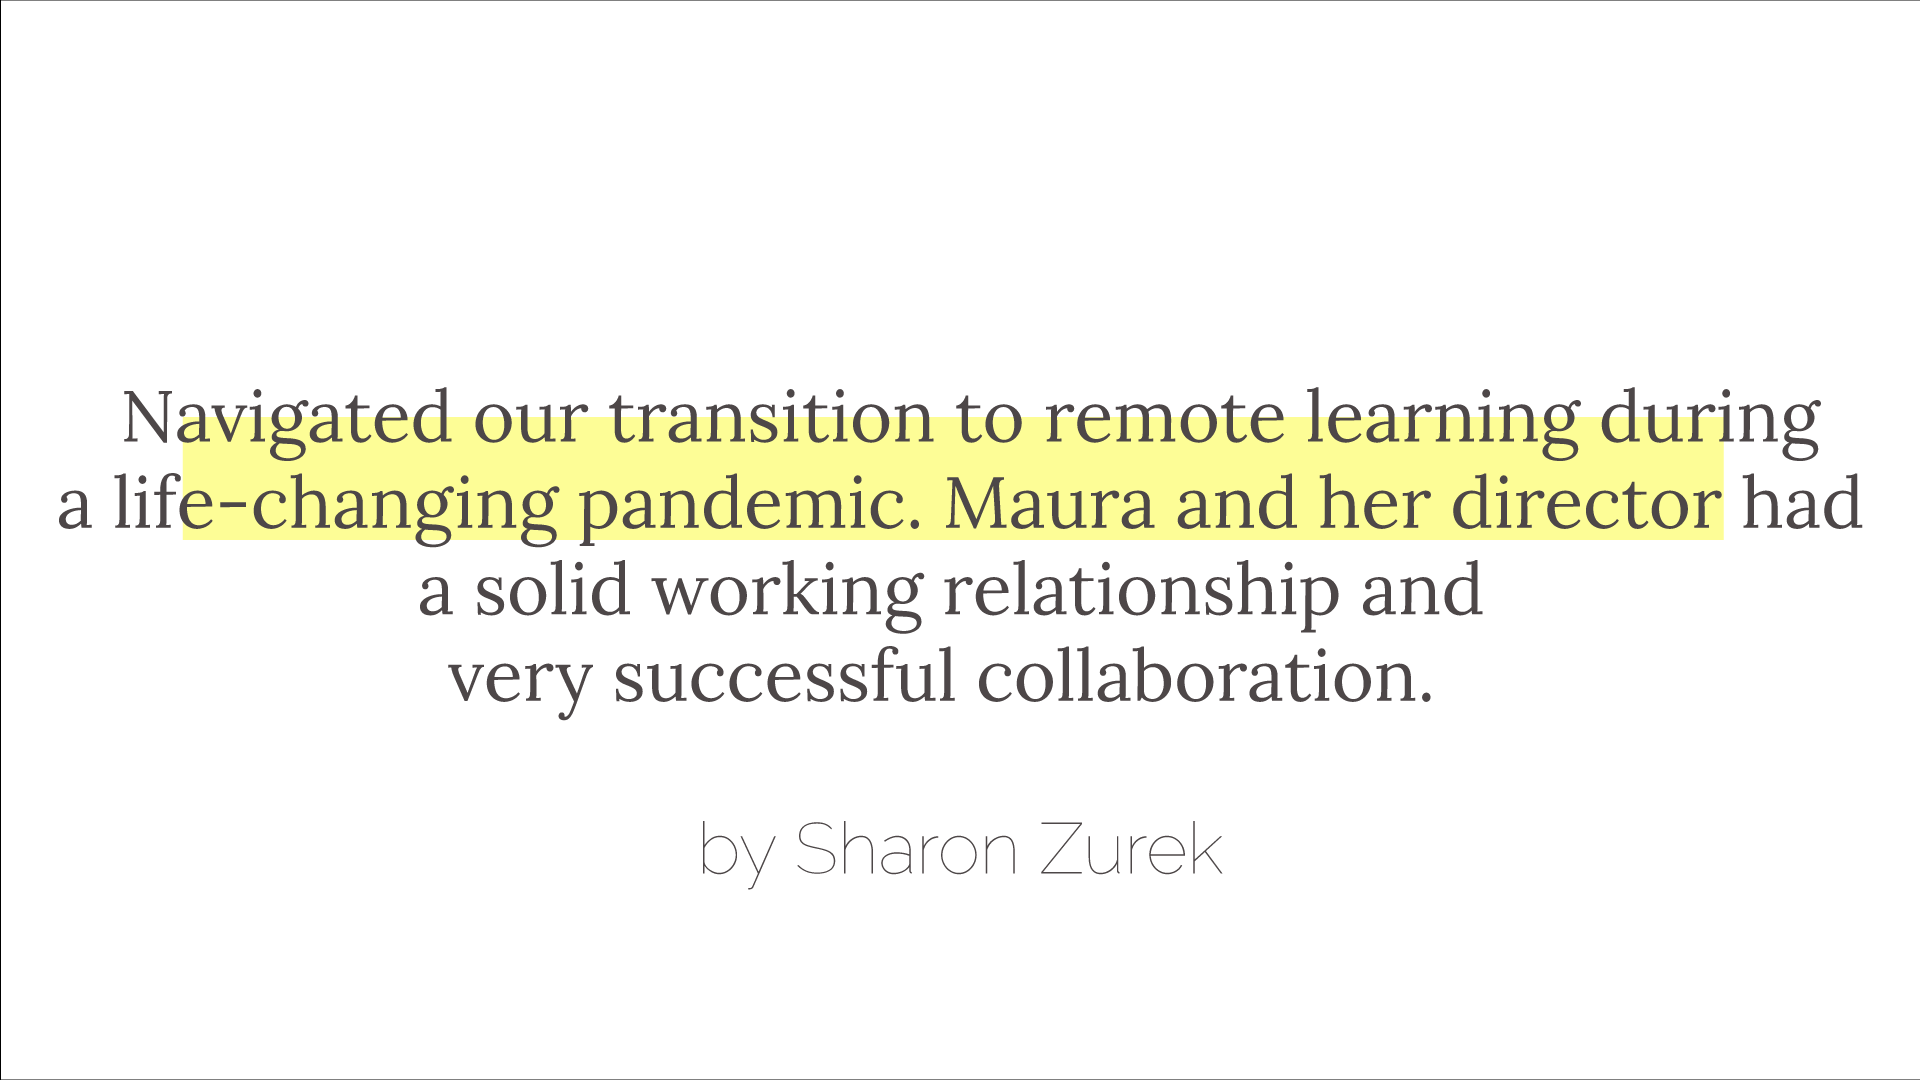 Navigated our transition to remote learning during
a life-changing pandemic. Maura and her director had
a solid working relationship and
very successful collaboration.
by Sharon Zurek